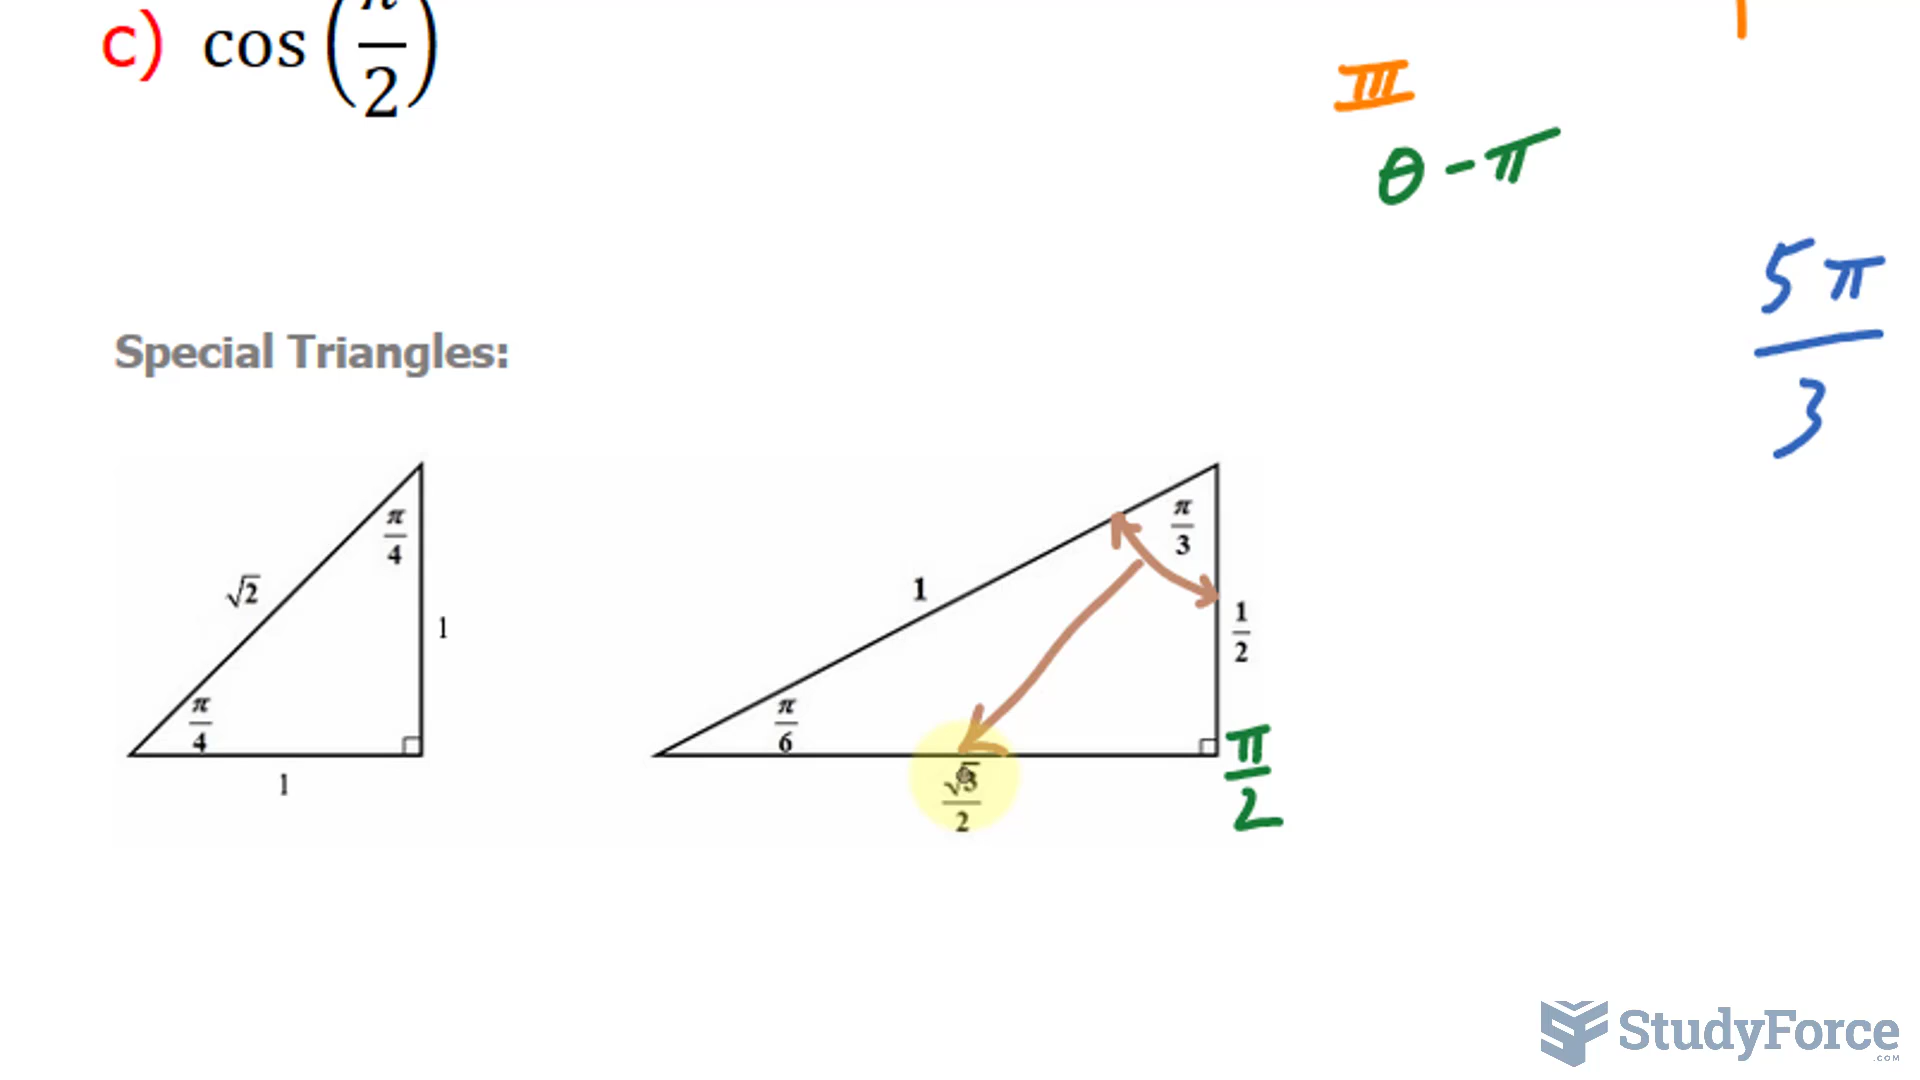 c) cos(π/2)
III
θ - π
5π/3
Special Triangles:
π/4
√2
1
π/4
1
π/3
1
1/2
π/6
π/2
√3/2
StudyForce
.COM